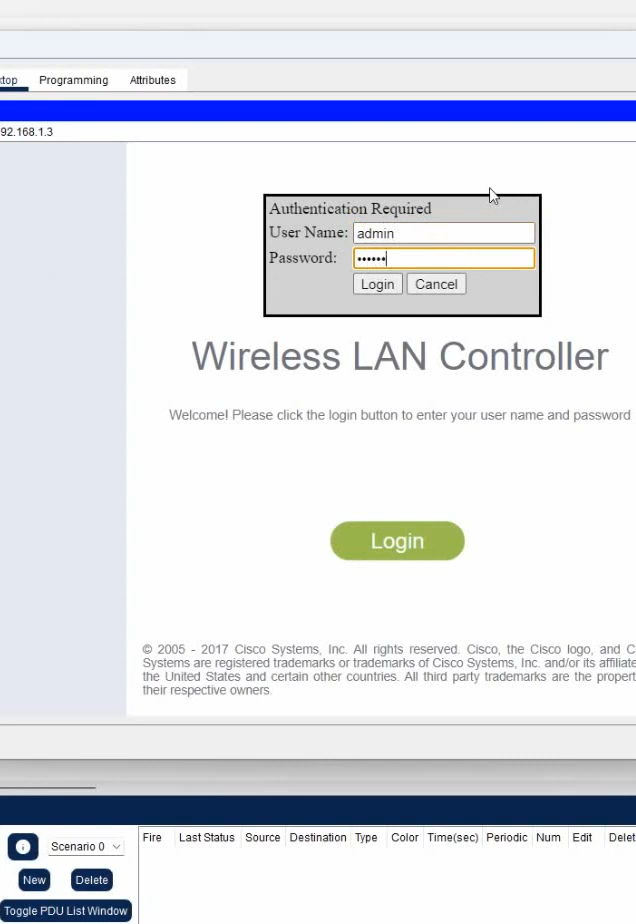 ktop Programming Attributes
92.168.1.3
Authentication Required
User Name: admin
Password: ••••••
Login Cancel
Wireless LAN Controller
Welcome! Please click the login button to enter your user name and password
Login
© 2005 - 2017 Cisco Systems, Inc. All rights reserved. Cisco, the Cisco logo, and C
Systems are registered trademarks or trademarks of Cisco Systems, Inc. and/or its affiliate
the United States and certain other countries. All third party trademarks are the propert
their respective owners.
Fire Last Status Source Destination Type Color Time(sec) Periodic Num Edit Delet
Scenario 0
New Delete
Toggle PDU List Window